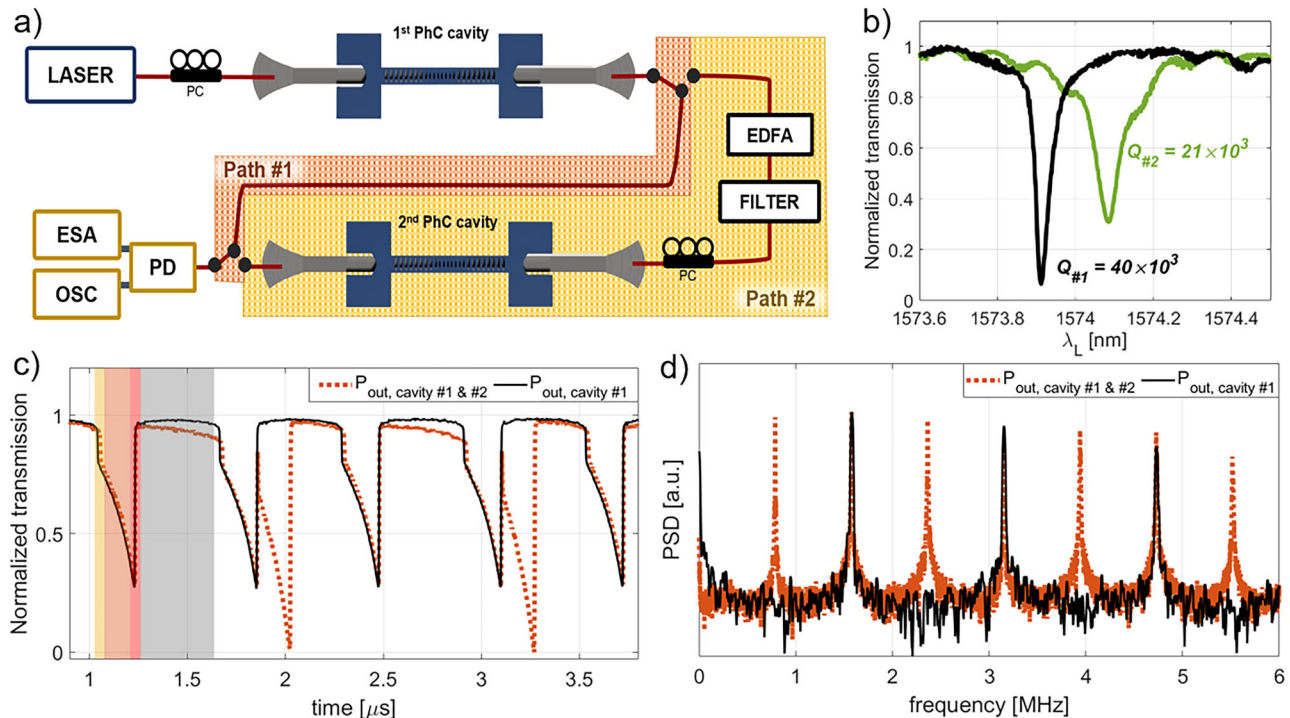 a)
1st PhC cavity
LASER
PC
EDFA
Path #1
FILTER
2nd PhC cavity
ESA
PD
OSC
PC
Path #2
b)
Normalized transmission
1
0.8
0.6
0.4
0.2
0
Q#2 = 21×10³
Q#1 = 40×10³
1573.6 1573.8 1574 1574.2 1574.4
λL [nm]
c)
Pout, cavity #1 & #2 Pout, cavity #1
Normalized transmission
1
0.5
0
1 1.5 2 2.5 3 3.5
time [μs]
d)
Pout, cavity #1 & #2 Pout, cavity #1
PSD [a.u.]
0 1 2 3 4 5 6
frequency [MHz]